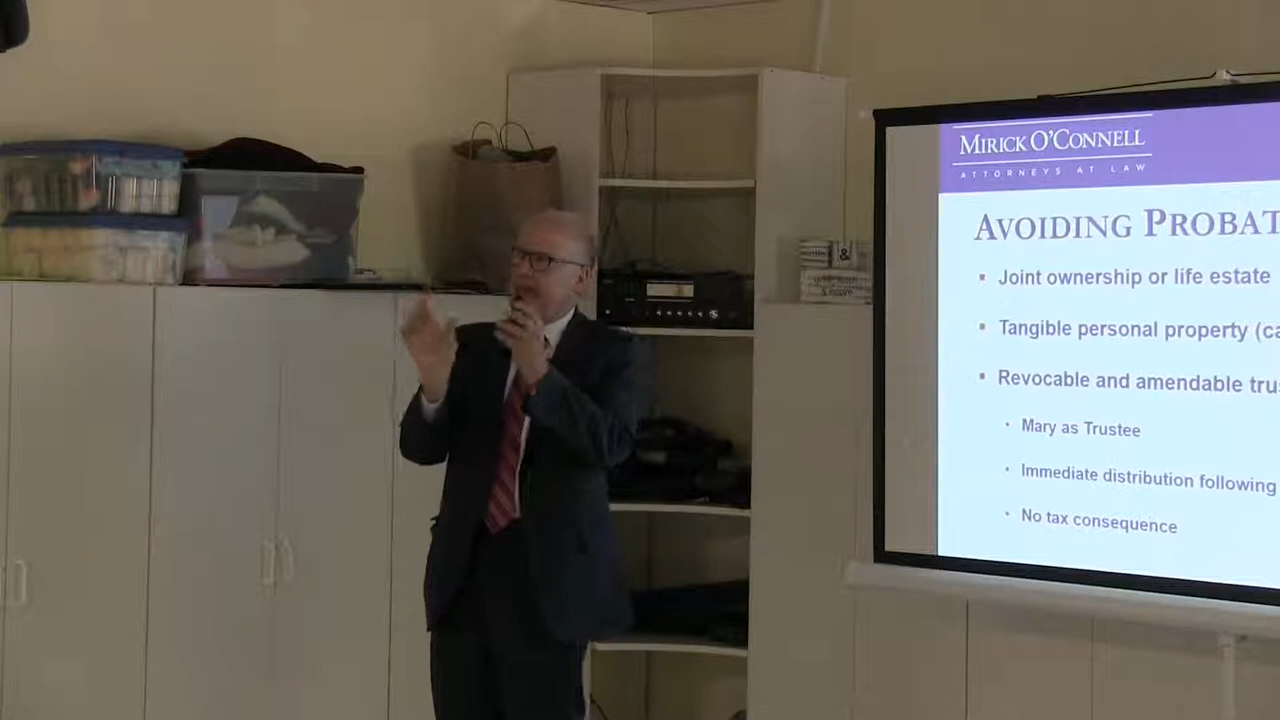 MIRICK O'CONNELL
ATTORNEYS AT LAW
AVOIDING PROBAT
Joint ownership or life estate
Tangible personal property (ca
Revocable and amendable trus
Mary as Trustee
Immediate distribution following
No tax consequence
&